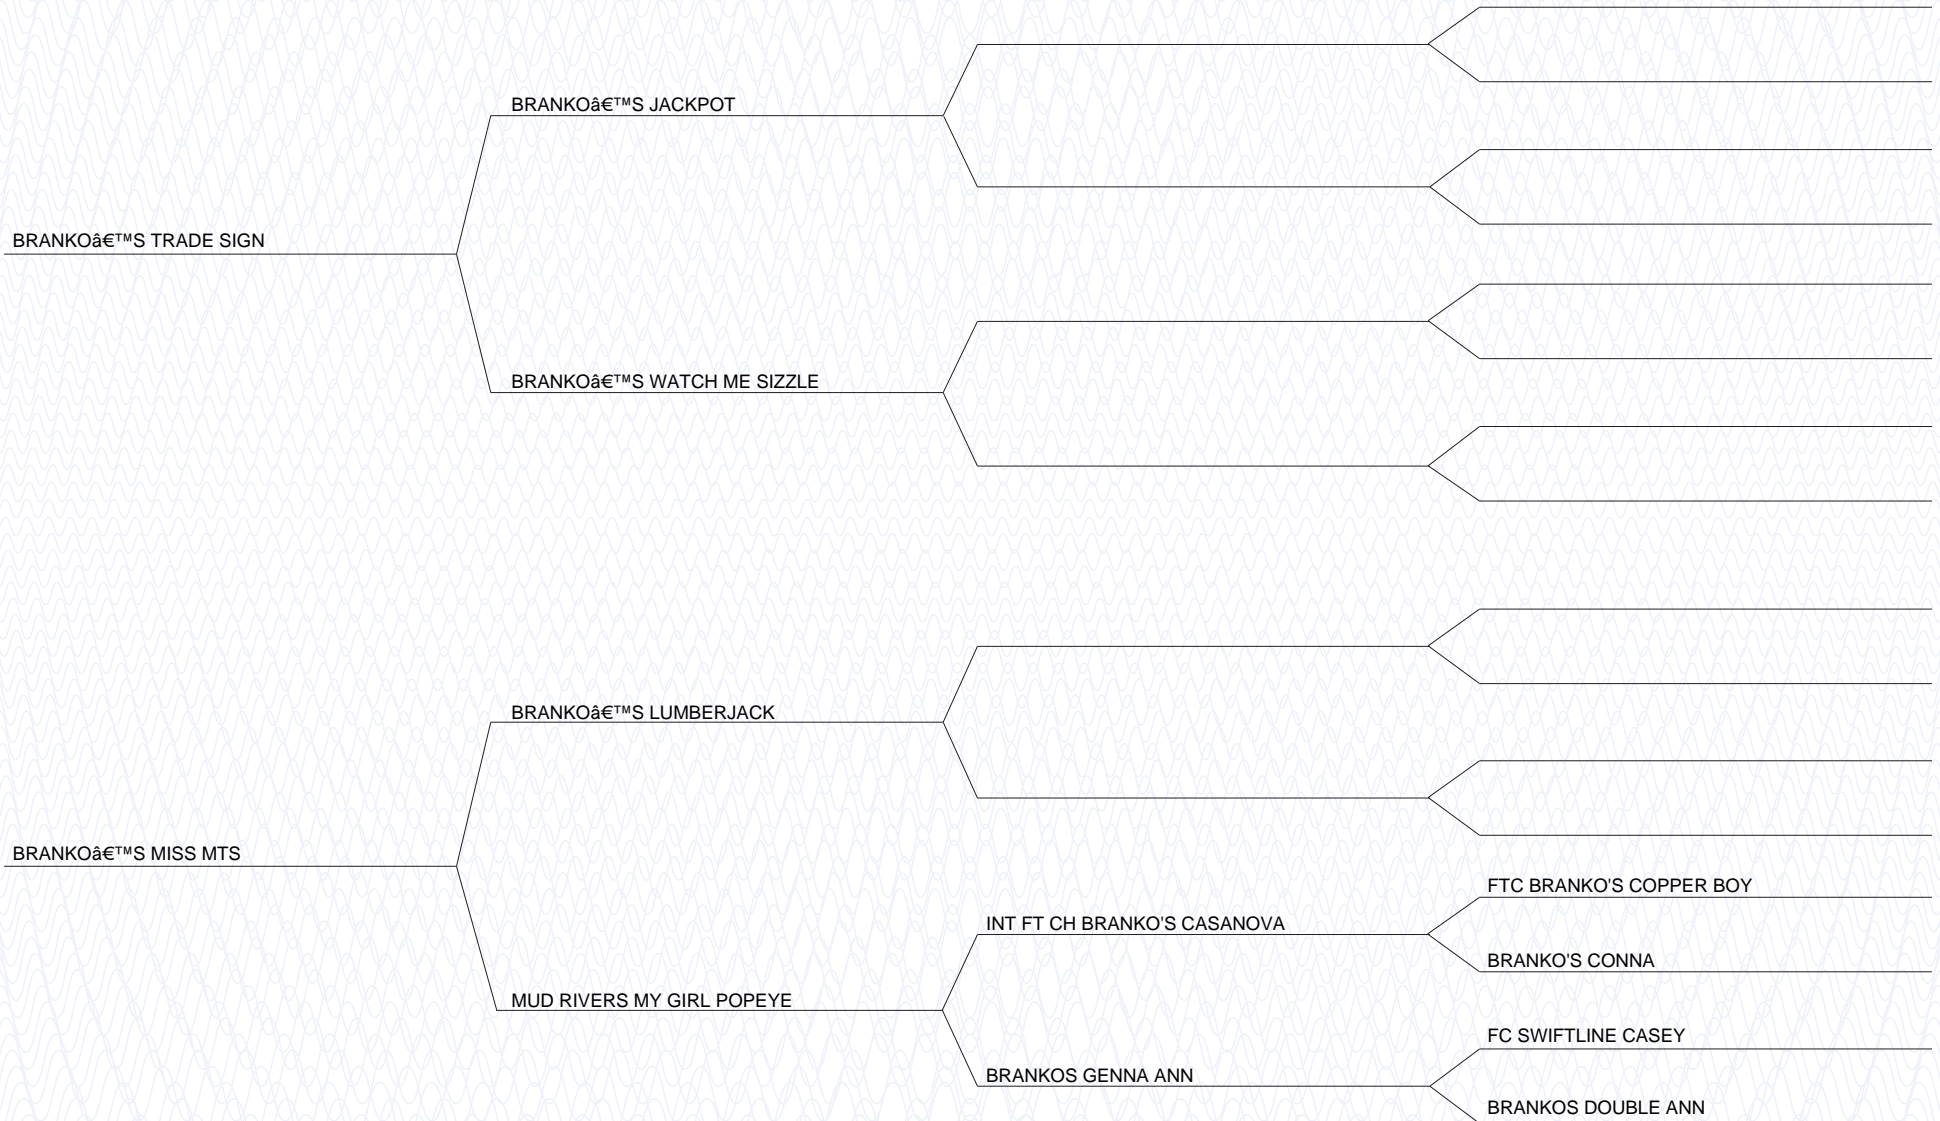 BRANKOâ€™S JACKPOT
BRANKOâ€™S TRADE SIGN
BRANKOâ€™S WATCH ME SIZZLE
BRANKOâ€™S LUMBERJACK
BRANKOâ€™S MISS MTS
FTC BRANKO'S COPPER BOY
INT FT CH BRANKO'S CASANOVA
BRANKO'S CONNA
MUD RIVERS MY GIRL POPEYE
FC SWIFTLINE CASEY
BRANKOS GENNA ANN
BRANKOS DOUBLE ANN